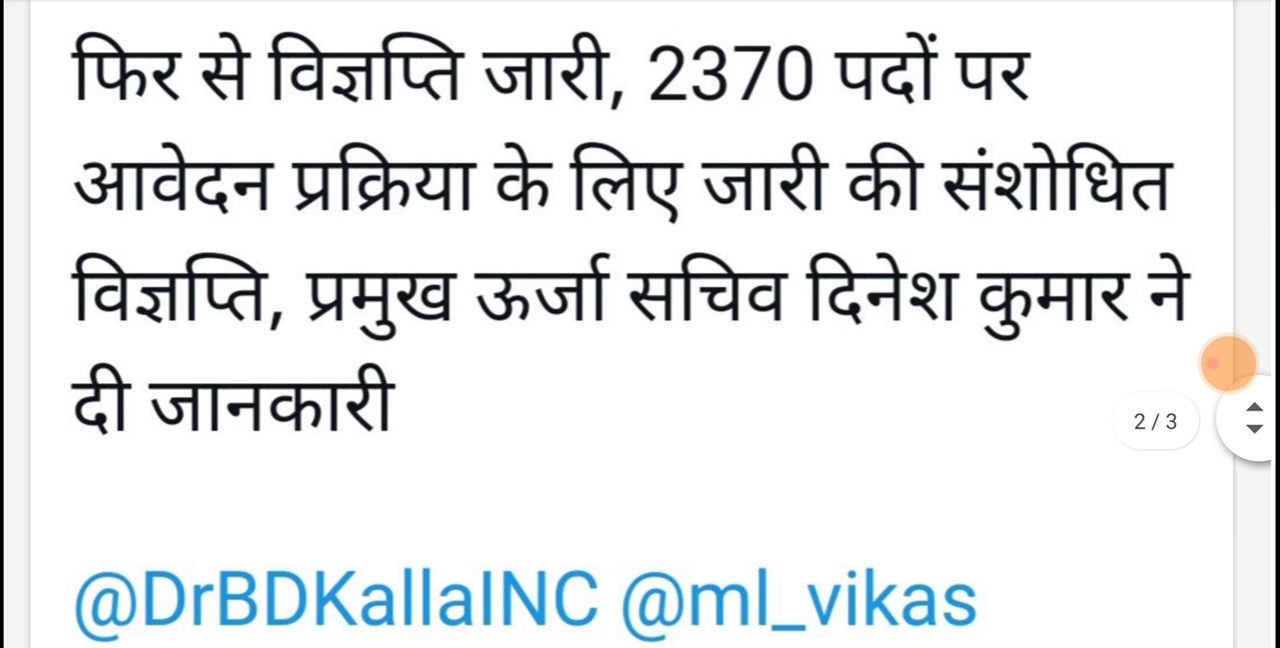 फिर से विज्ञप्ति जारी, 2370 पदों पर
आवेदन प्रक्रिया के लिए जारी की संशोधित
विज्ञप्ति, प्रमुख ऊर्जा सचिव दिनेश कुमार ने
दी जानकारी
2 / 3
@DrBDKallaINC @ml_vikas